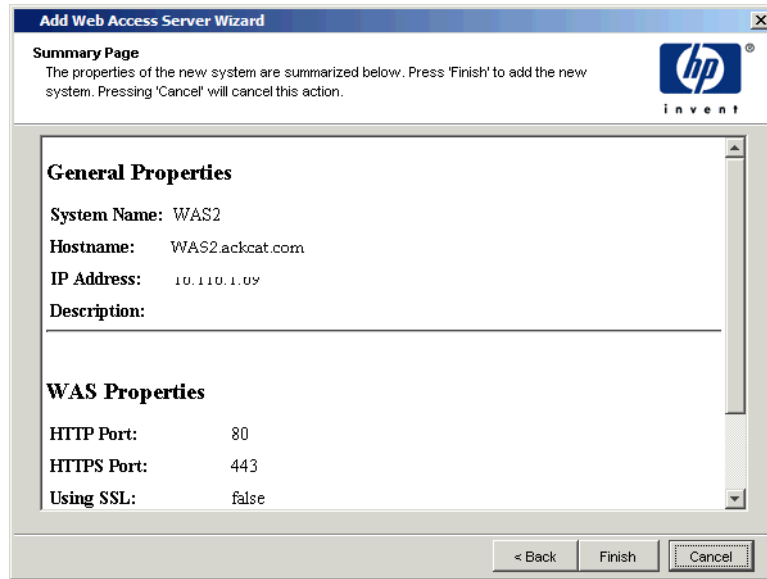 Add Web Access Server Wizard
Summary Page
The properties of the new system are summarized below. Press 'Finish' to add the new
system. Pressing 'Cancel' will cancel this action.
hp
®
invent
General Properties
System Name: WAS2
Hostname: WAS2.ackcat.com
IP Address:
Description:
WAS Properties
HTTP Port: 80
HTTPS Port: 443
Using SSL: false
< Back
Finish
Cancel